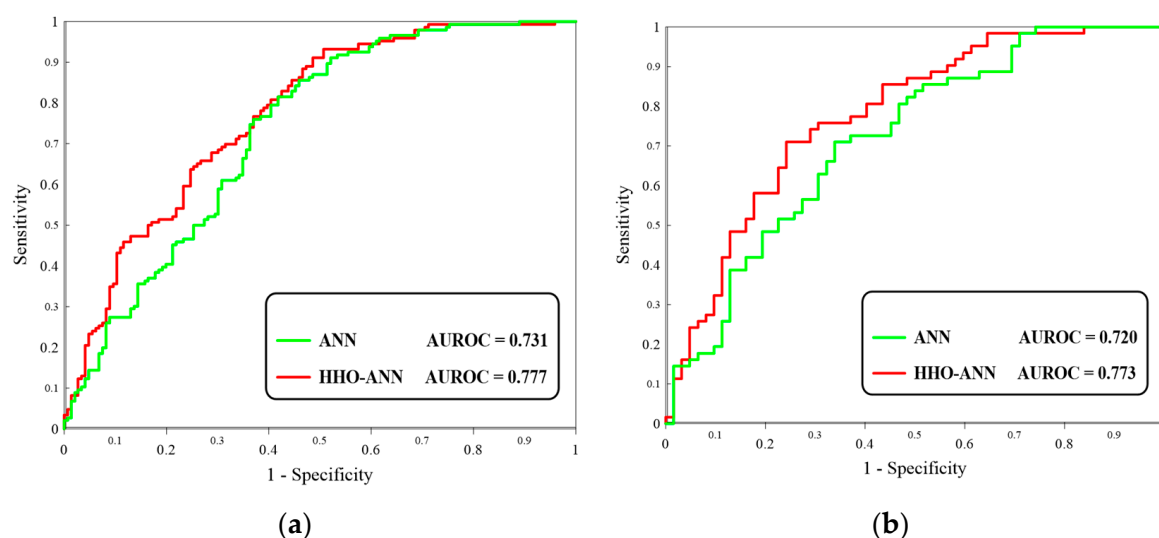 1
0.9
0.8
0.7
0.6
0.5
0.4
0.3
0.2
0.1
0
Sensitivity
ANN AUROC = 0.731
HHO-ANN AUROC = 0.777
0 0.1 0.2 0.3 0.4 0.5 0.6 0.7 0.8 0.9 1
1 - Specificity
(a)
1
0.9
0.8
0.7
0.6
0.5
0.4
0.3
0.2
0.1
0
Sensitivity
ANN AUROC = 0.720
HHO-ANN AUROC = 0.773
0 0.1 0.2 0.3 0.4 0.5 0.6 0.7 0.8 0.9
1 - Specificity
(b)